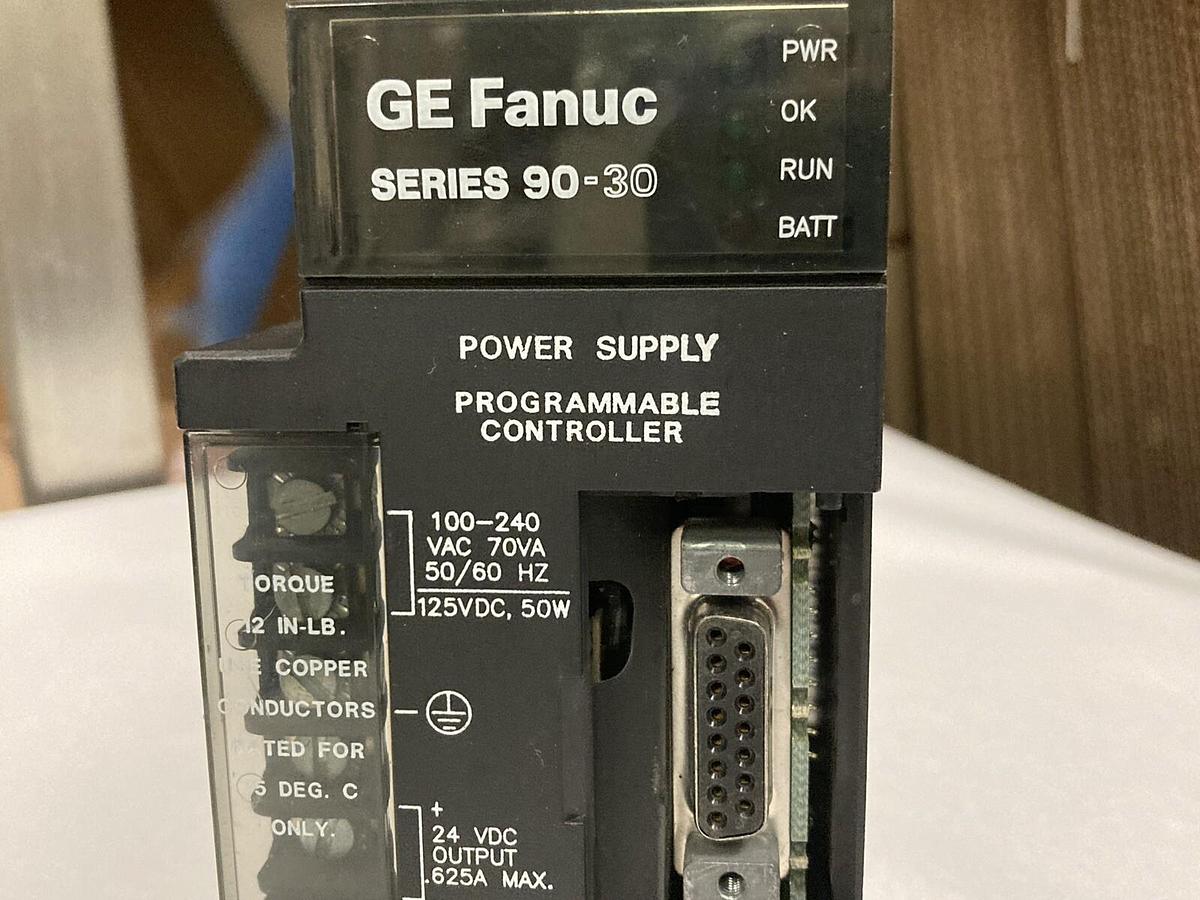 GE Fanuc
SERIES 90-30
PWR
OK
RUN
BATT
POWER SUPPLY
PROGRAMMABLE
CONTROLLER
100-240
VAC 70VA
50/60 HZ
125VDC, 50W
TORQUE
12 IN-LB.
COPPER
CONDUCTORS
FOR
DEG. C
ONLY.
+
24 VDC
OUTPUT
.625A MAX.